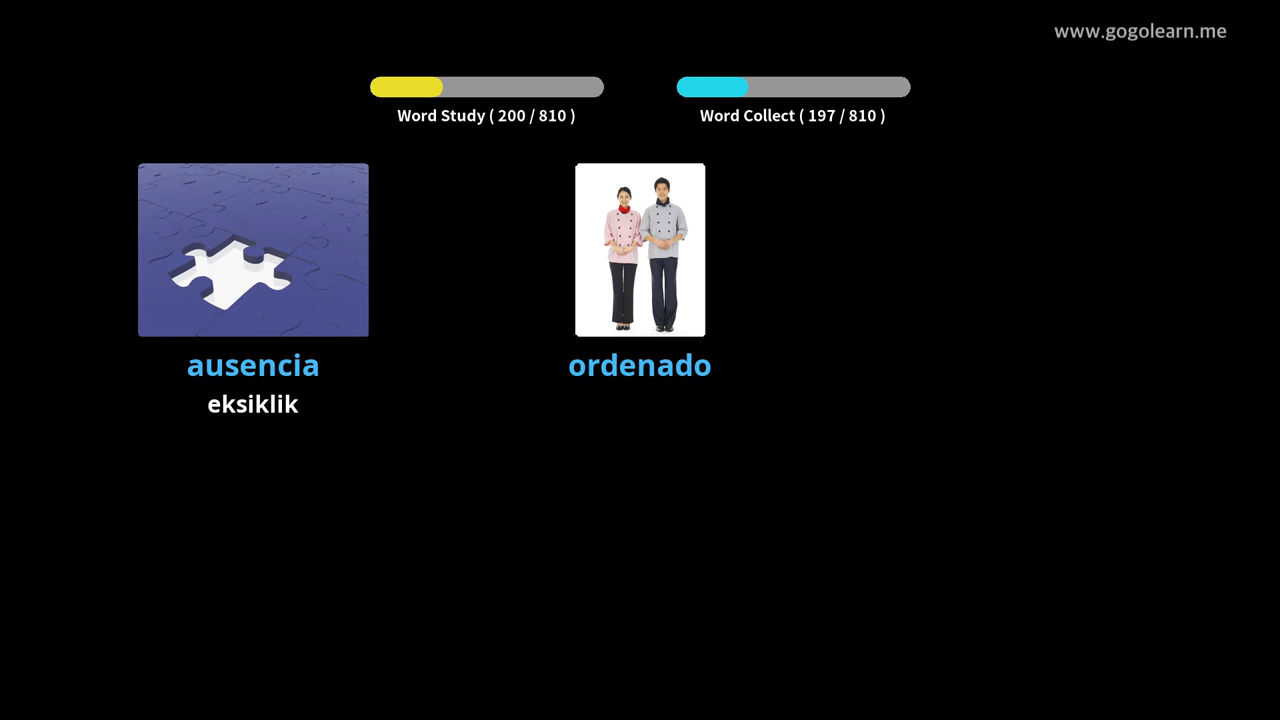 www.gogolearn.me
Word Study ( 200 / 810 )
Word Collect ( 197 / 810 )
ausencia
eksiklik
ordenado